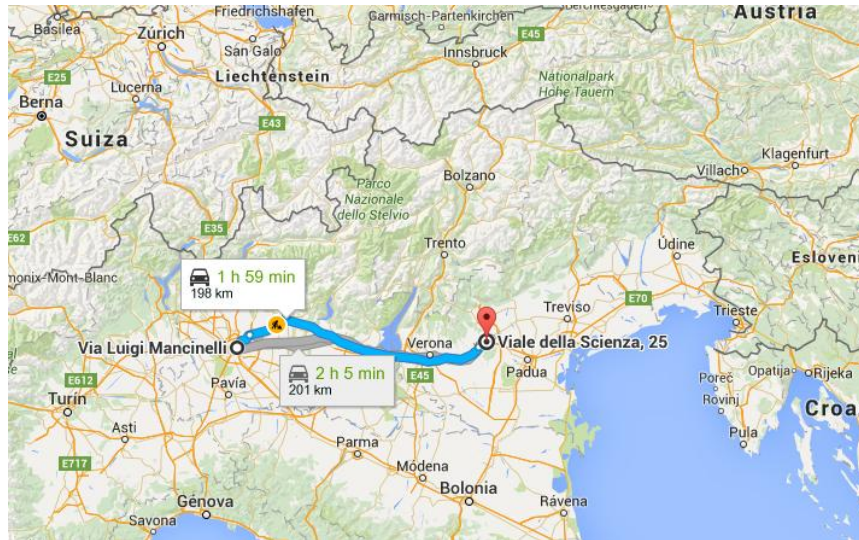 Friedrichshafen
Garmisch-Partenkirchen
Austria
Basilea
Zúrich
San Galo
E45
Innsbruck
E25
Liechtenstein
Nationalpark
Hohe Tauern
Lucerna
Berna
Suiza
E43
Klagenfurt
Villach
Bolzano
Parco
Nazionale
dello Stelvio
E35
Trento
Udine
Esloveni
E62
monix-Mont-Blanc
1 h 59 min
198 km
Treviso
E70
Trieste
Via Luigi Mancinelli
Verona
Viale della Scienza, 25
2 h 5 min
201 km
E45
Padua
Opatija
Rijeka
Poreč
Rovinj
E612
Pavía
Turín
Croa
Asti
Pula
Parma
E717
Módena
Bolonia
Génova
Rávena
Savona